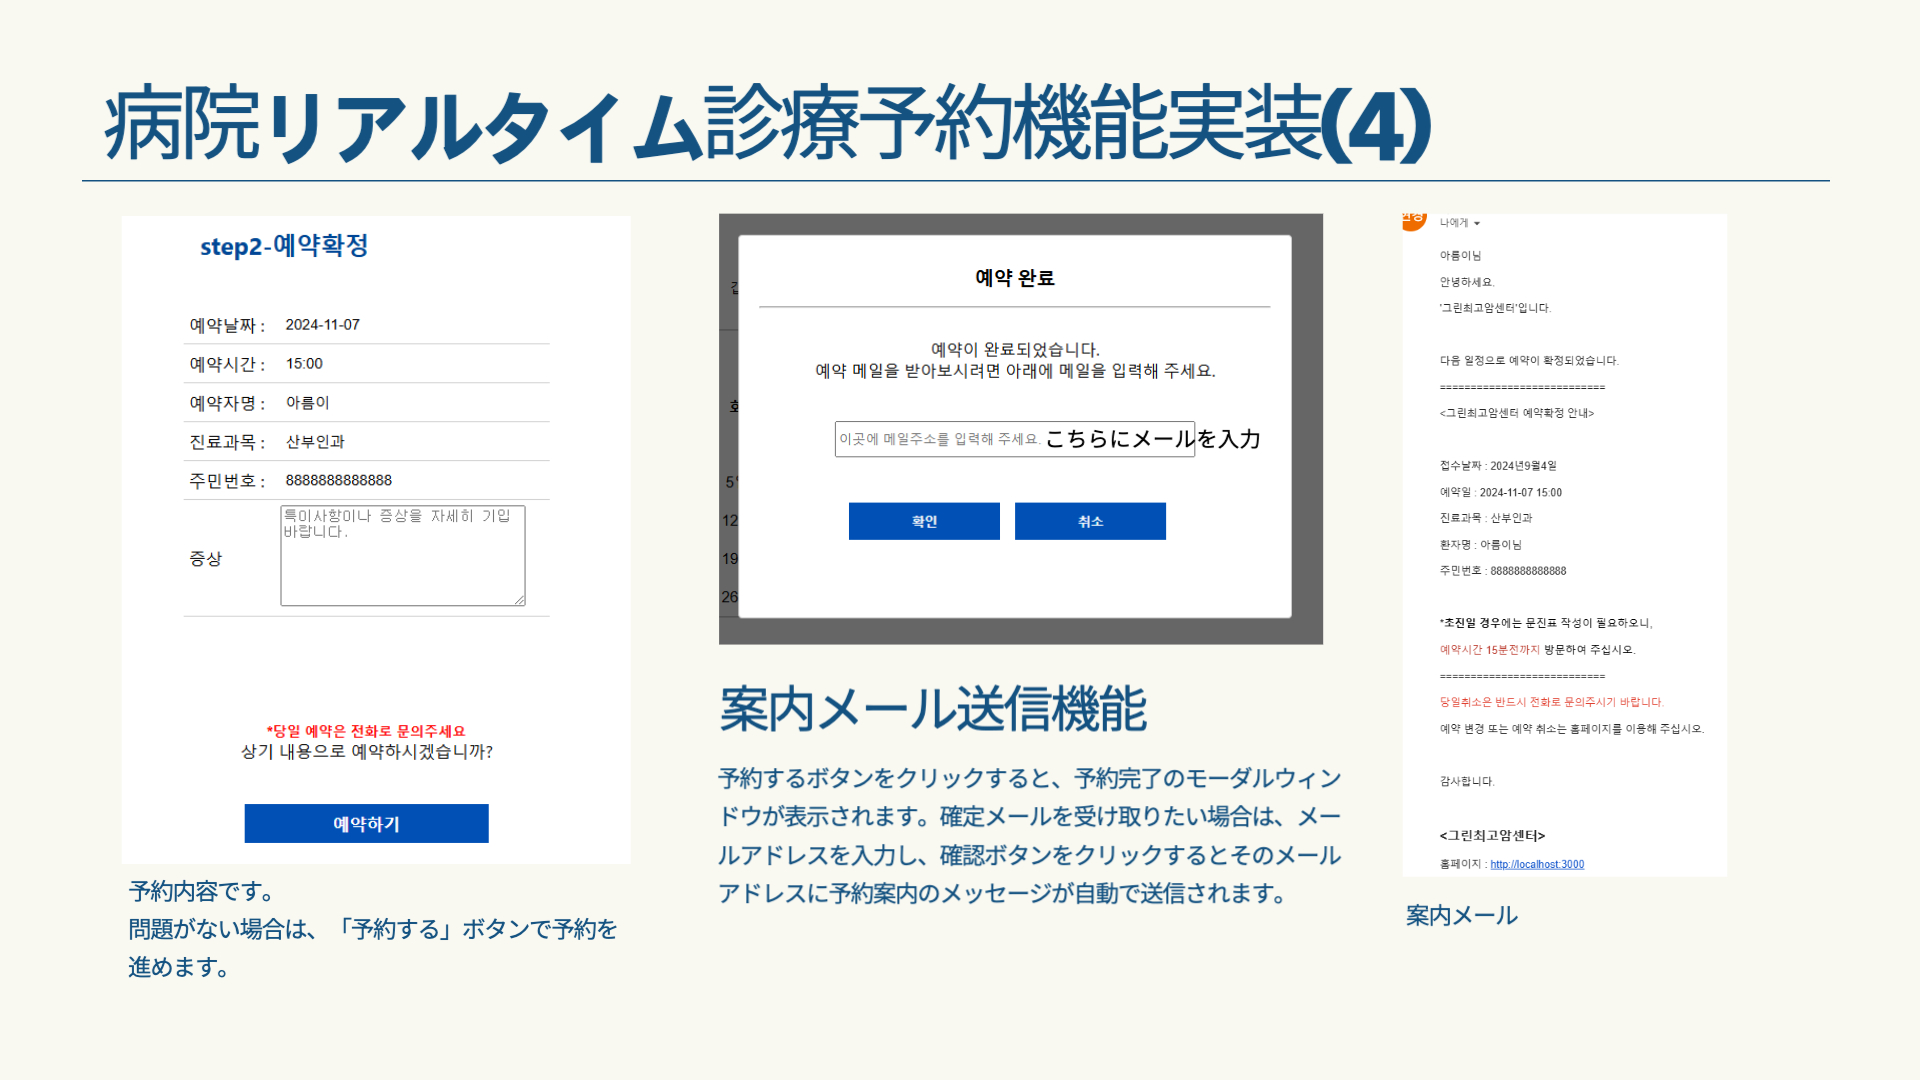 病院リアルタイム診療予約機能実装(4)
step2-예약확정
예약날짜 : 2024-11-07
예약시간 : 15:00
예약자명 : 아름이
진료과목 : 산부인과
주민번호 : 8888888888888
증상
특이사항이나 증상을 자세히 기입
바랍니다.
*당일 예약은 전화로 문의주세요
상기 내용으로 예약하시겠습니까?
예약하기
予約内容です。
問題がない場合は、「予約する」ボタンで予約を
進めます。
예약 완료
예약이 완료되었습니다.
예약 메일을 받아보시려면 아래에 메일을 입력해 주세요.
이곳에 메일주소를 입력해 주세요. こちらにメールを入力
확인 취소
5
12
19
26
案内メール送信機能
予約するボタンをクリックすると、予約完了のモーダルウィン
ドウが表示されます。確定メールを受け取りたい場合は、メー
ルアドレスを入力し、確認ボタンをクリックするとそのメール
アドレスに予約案内のメッセージが自動で送信されます。
나에게
아름이님
안녕하세요.
'그린최고암센터'입니다.
다음 일정으로 예약이 확정되었습니다.
===========================
<그린최고암센터 예약확정 안내>
접수날짜 : 2024년9월4일
예약일 : 2024-11-07 15:00
진료과목 : 산부인과
환자명 : 아름이님
주민번호 : 8888888888888
*초진일 경우에는 문진표 작성이 필요하오니,
예약시간 15분전까지 방문하여 주십시오.
===========================
당일취소은 반드시 전화로 문의주시기 바랍니다.
예약 변경 또는 예약 취소는 홈페이지를 이용해 주십시오.
감사합니다.
<그린최고암센터>
홈페이지 : http://localhost:3000
案内メール